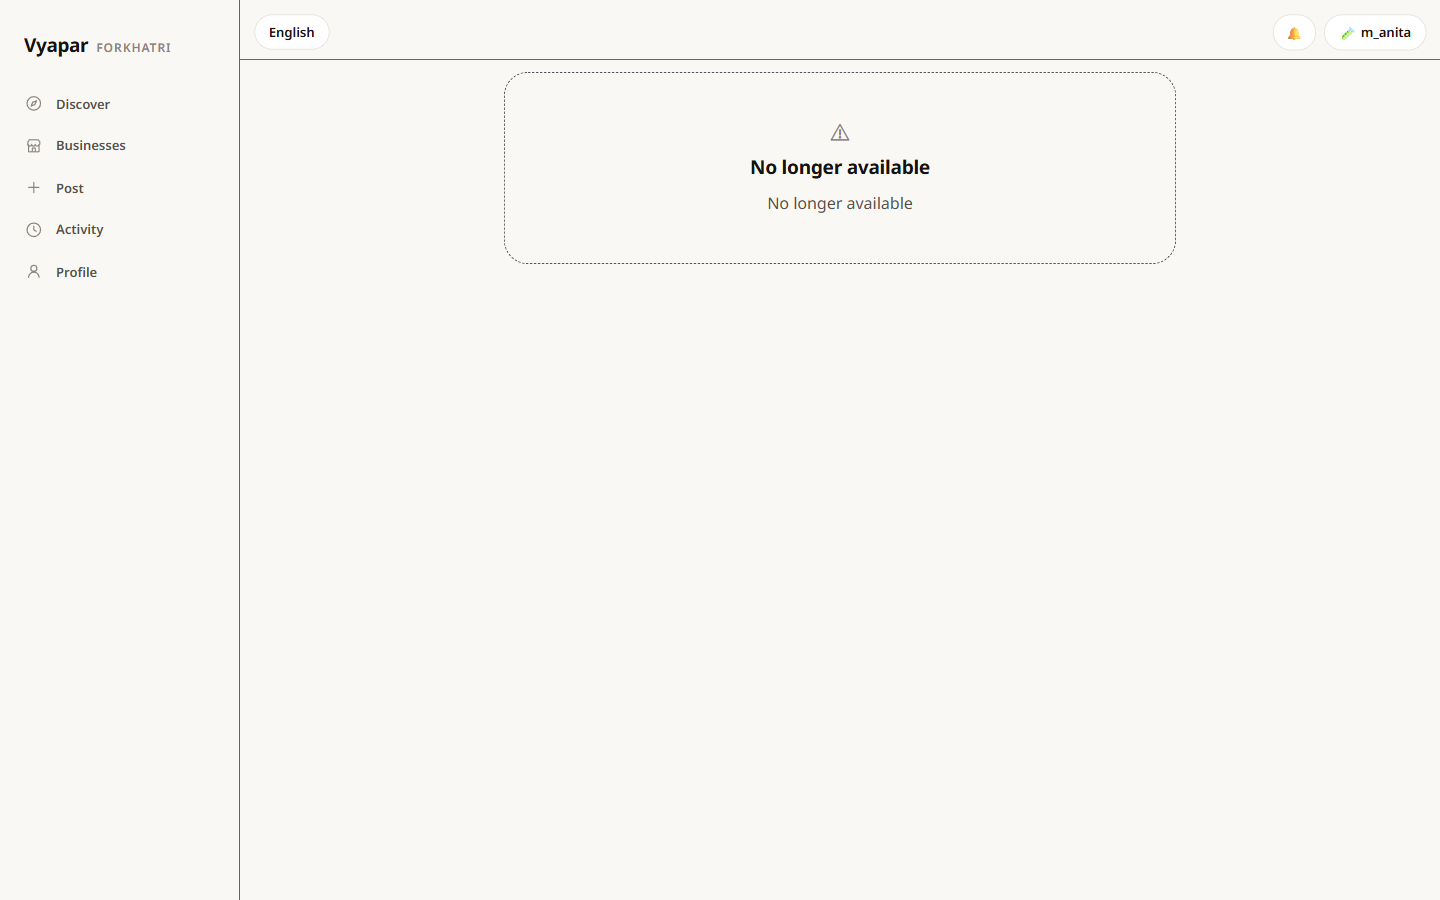 Vyapar FORKHATRI
Discover
Businesses
Post
Activity
Profile
English
m_anita
No longer available
No longer available